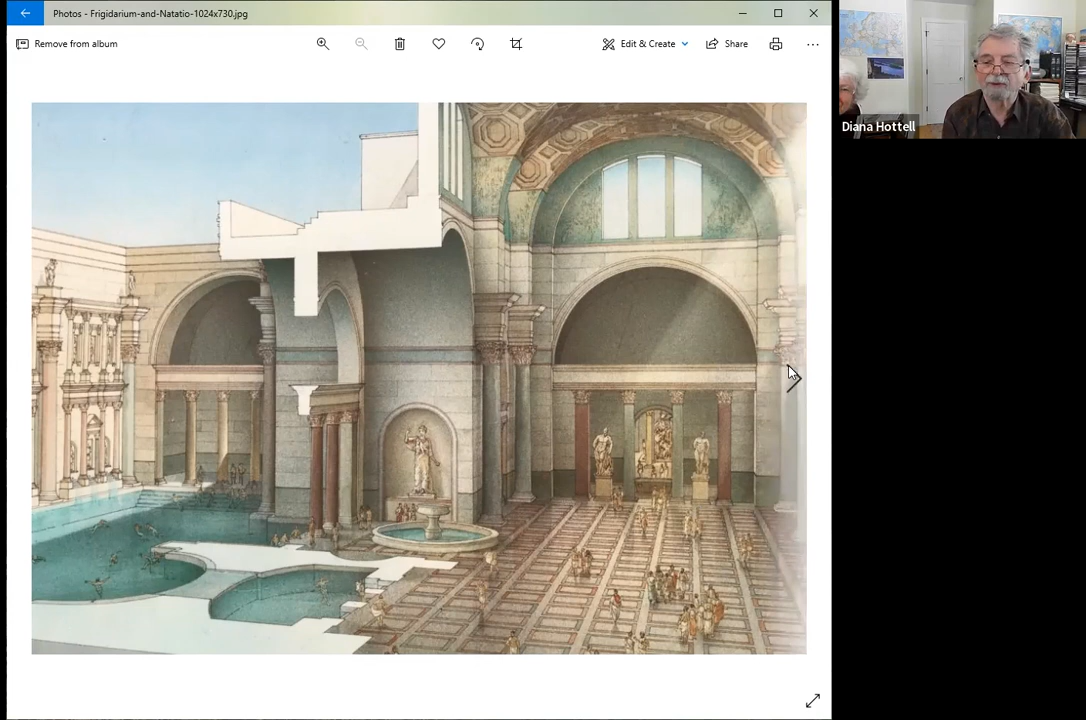 Photos - Frigidarium-and-Natatio-1024x730.jpg
Remove from album
Edit & Create
Share
Diana Hottell